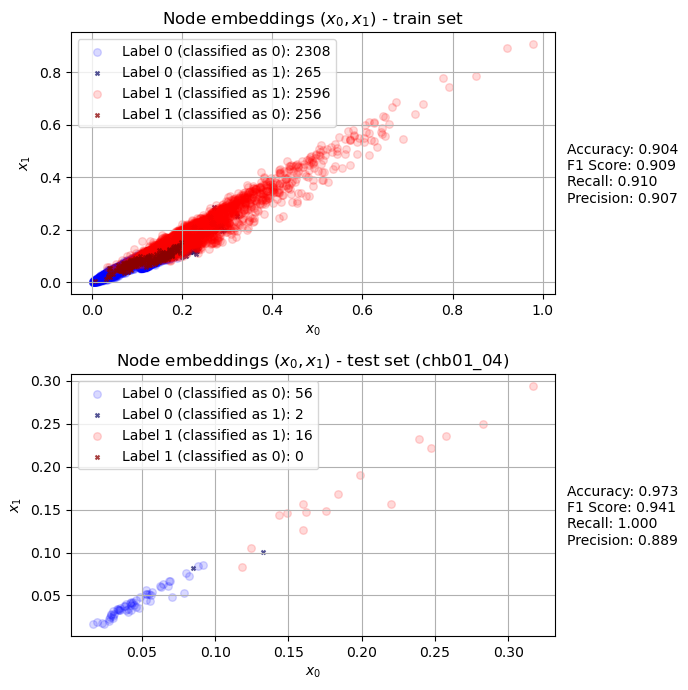 Node embeddings (x₀, x₁) - train set
Label 0 (classified as 0): 2308
Label 0 (classified as 1): 265
Label 1 (classified as 1): 2596
Label 1 (classified as 0): 256
0.8
0.6
0.4
0.2
0.0
x₁
0.0 0.2 0.4 0.6 0.8 1.0
x₀
Accuracy: 0.904
F1 Score: 0.909
Recall: 0.910
Precision: 0.907
Node embeddings (x₀, x₁) - test set (chb01_04)
Label 0 (classified as 0): 56
Label 0 (classified as 1): 2
Label 1 (classified as 1): 16
Label 1 (classified as 0): 0
0.30
0.25
0.20
0.15
0.10
0.05
x₁
0.05 0.10 0.15 0.20 0.25 0.30
x₀
Accuracy: 0.973
F1 Score: 0.941
Recall: 1.000
Precision: 0.889